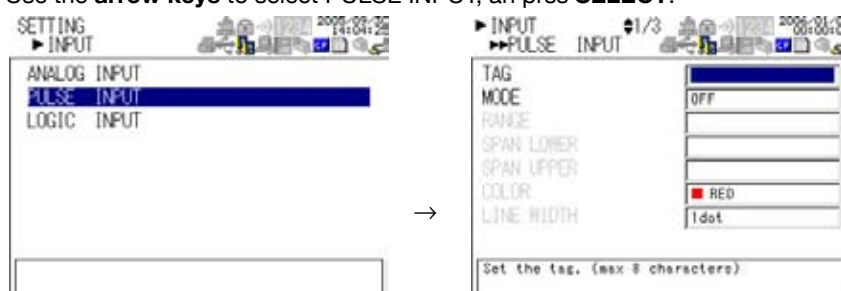 Use the arrow keys to select PULSE INPUT, an pres SELECT.
SETTING
►INPUT
ANALOG INPUT
PULSE INPUT
LOGIC INPUT
→
►INPUT 1/3
►►PULSE INPUT
TAG
MODE OFF
RANGE
SPAN LOWER
SPAN UPPER
COLOR RED
LINE WIDTH 1dot
Set the tag. (max 8 characters)